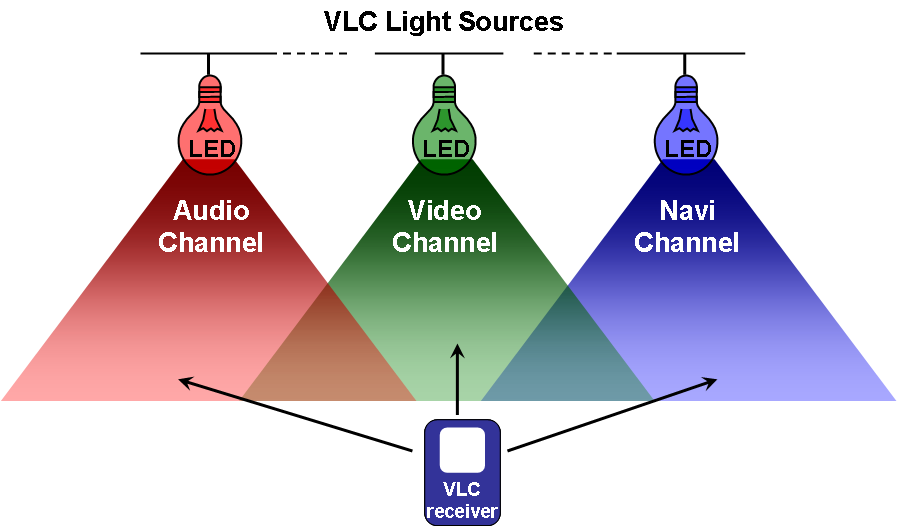 VLC Light Sources
LED
LED
LED
Audio
Channel
Video
Channel
Navi
Channel
VLC
receiver